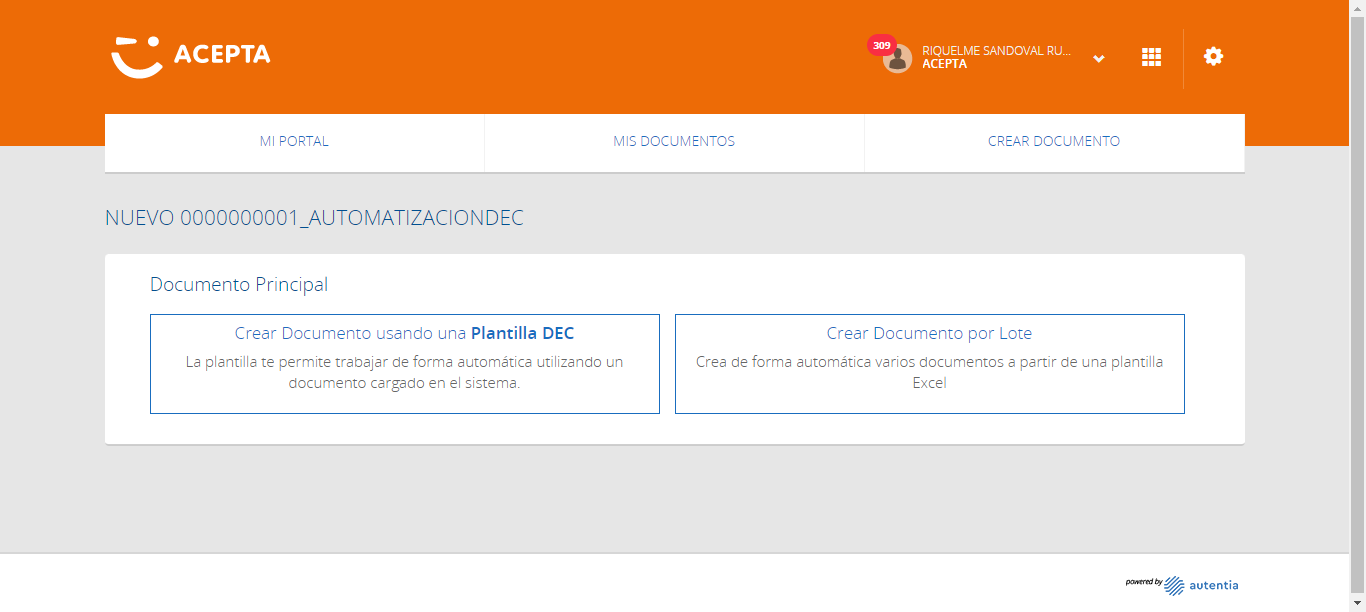 ACEPTA
309
RIQUELME SANDOVAL RU...
ACEPTA
MI PORTAL
MIS DOCUMENTOS
CREAR DOCUMENTO
NUEVO 0000000001_AUTOMATIZACIONDEC
Documento Principal
Crear Documento usando una Plantilla DEC
La plantilla te permite trabajar de forma automática utilizando un
documento cargado en el sistema.
Crear Documento por Lote
Crea de forma automática varios documentos a partir de una plantilla
Excel
powered by autentia